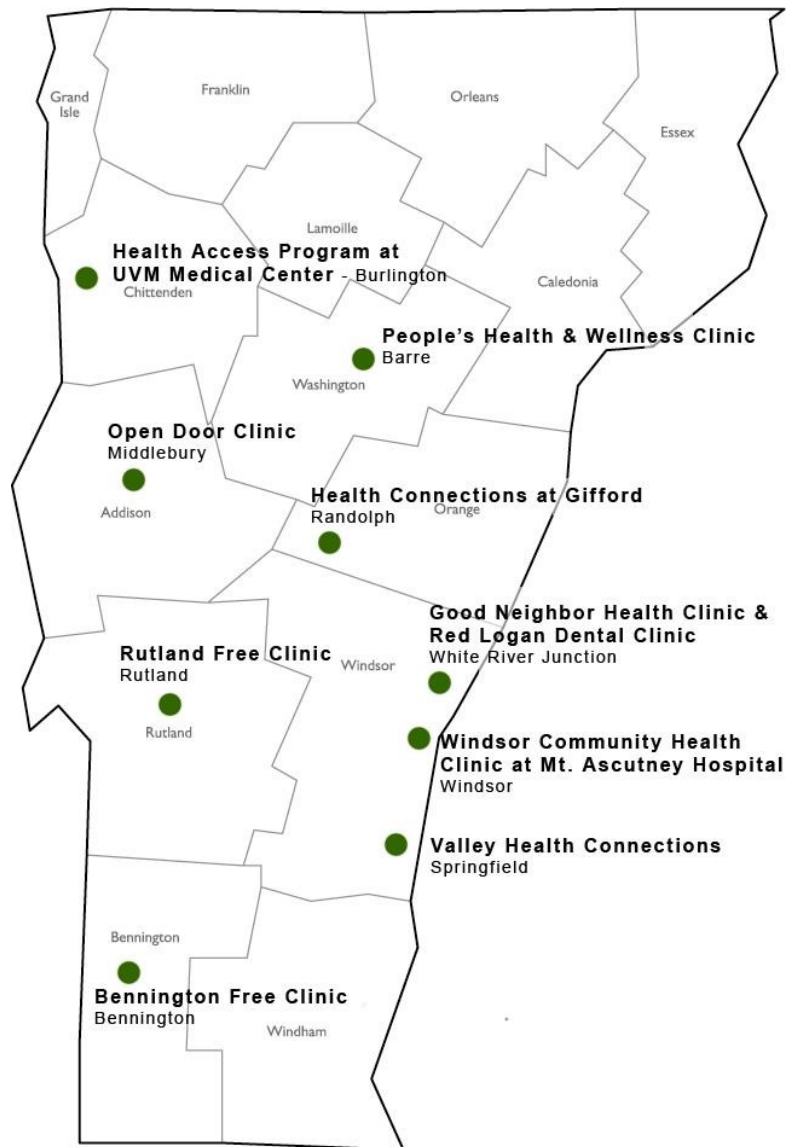 Grand
Isle
Franklin
Orleans
Essex
Lamoille
Health Access Program at
UVM Medical Center - Burlington
Chittenden
Caledonia
People's Health & Wellness Clinic
Barre
Washington
Open Door Clinic
Middlebury
Addison
Health Connections at Gifford
Randolph
Orange
Good Neighbor Health Clinic &
Red Logan Dental Clinic
White River Junction
Rutland Free Clinic
Rutland
Windsor
Rutland
Windsor Community Health
Clinic at Mt. Ascutney Hospital
Windsor
Valley Health Connections
Springfield
Bennington
Bennington Free Clinic
Bennington
Windham